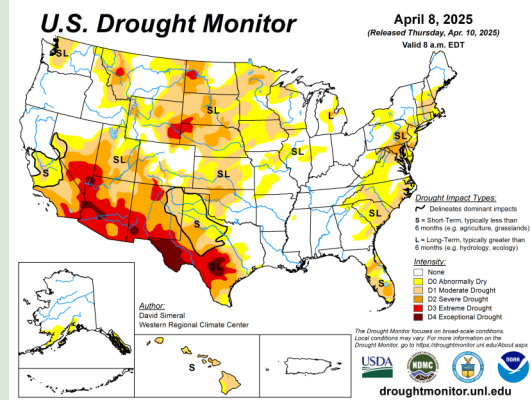 U.S. Drought Monitor
April 8, 2025
(Released Thursday, Apr. 10, 2025)
Valid 8 a.m. EDT
SL
SL
L
SL
SL
SL
SL
S
SL
S
SL
SL
S
S
Drought Impact Types:
Delineates dominant impacts
S = Short-Term, typically less than
6 months (e.g. agriculture, grasslands)
L = Long-Term, typically greater than
6 months (e.g. hydrology, ecology)
Intensity:
None
D0 Abnormally Dry
D1 Moderate Drought
D2 Severe Drought
D3 Extreme Drought
D4 Exceptional Drought
Author:
David Simeral
Western Regional Climate Center
The Drought Monitor focuses on broad-scale conditions.
Local conditions may vary. For more information on the
Drought Monitor, go to https://droughtmonitor.unl.edu/About.aspx
USDA
NDMC
NOAA
droughtmonitor.unl.edu